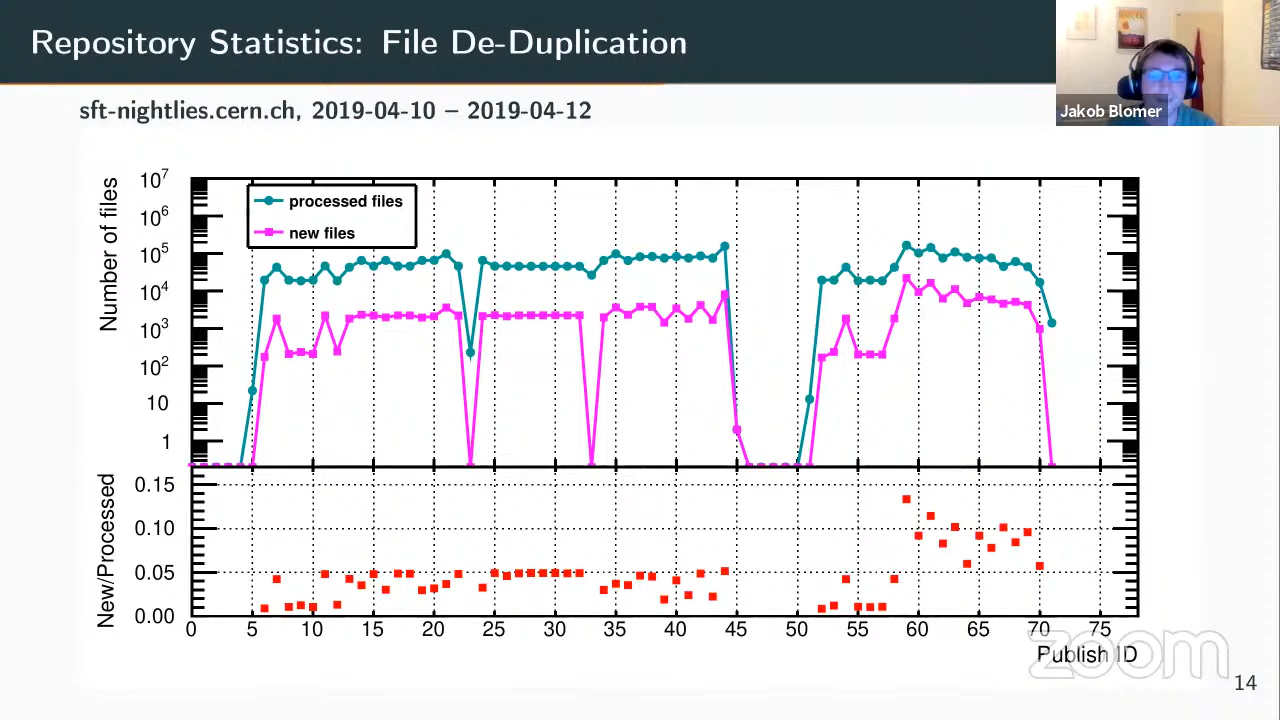 Repository Statistics: File De-Duplication
Jakob Blomer
sft-nightlies.cern.ch, 2019-04-10 – 2019-04-12
Number of files
10⁷
10⁶
10⁵
10⁴
10³
10²
10
1
processed files
new files
New/Processed
0.15
0.10
0.05
0.00
0 5 10 15 20 25 30 35 40 45 50 55 60 65 70 75
Publish ID
zoom
14